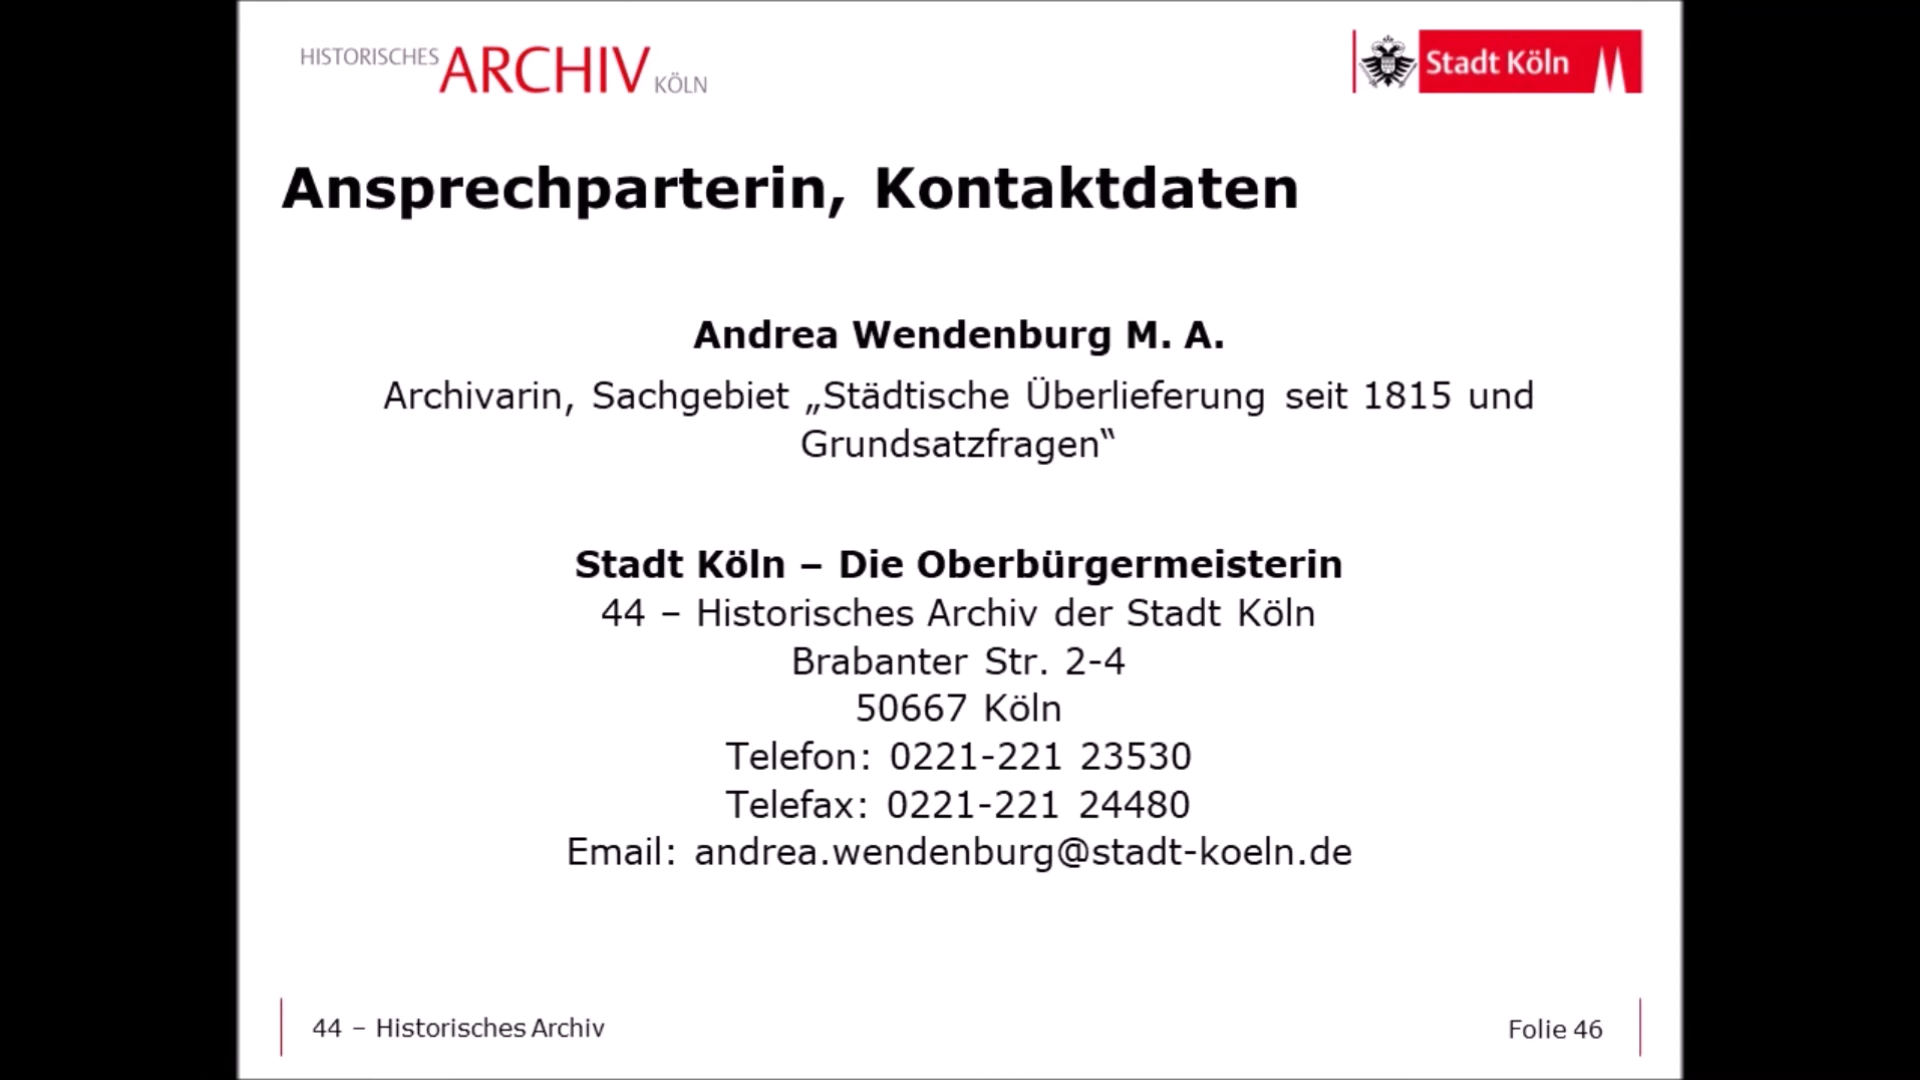 HISTORISCHES ARCHIV KÖLN
Stadt Köln
Ansprechparterin, Kontaktdaten
Andrea Wendenburg M. A.
Archivarin, Sachgebiet „Städtische Überlieferung seit 1815 und
Grundsatzfragen“
Stadt Köln – Die Oberbürgermeisterin
44 – Historisches Archiv der Stadt Köln
Brabanter Str. 2-4
50667 Köln
Telefon: 0221-221 23530
Telefax: 0221-221 24480
Email: andrea.wendenburg@stadt-koeln.de
44 – Historisches Archiv
Folie 46